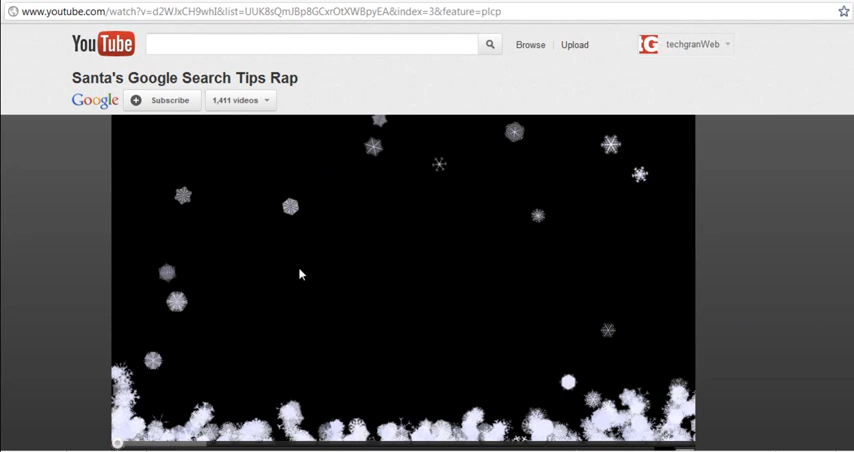 www.youtube.com/watch?v=d2WJxCH9whI&list=UUK8sQmJBp8GCxrOtXWBpyEA&index=3&feature=plcp
YouTube Browse Upload tG techgranWeb
Santa's Google Search Tips Rap
Google Subscribe 1,411 videos